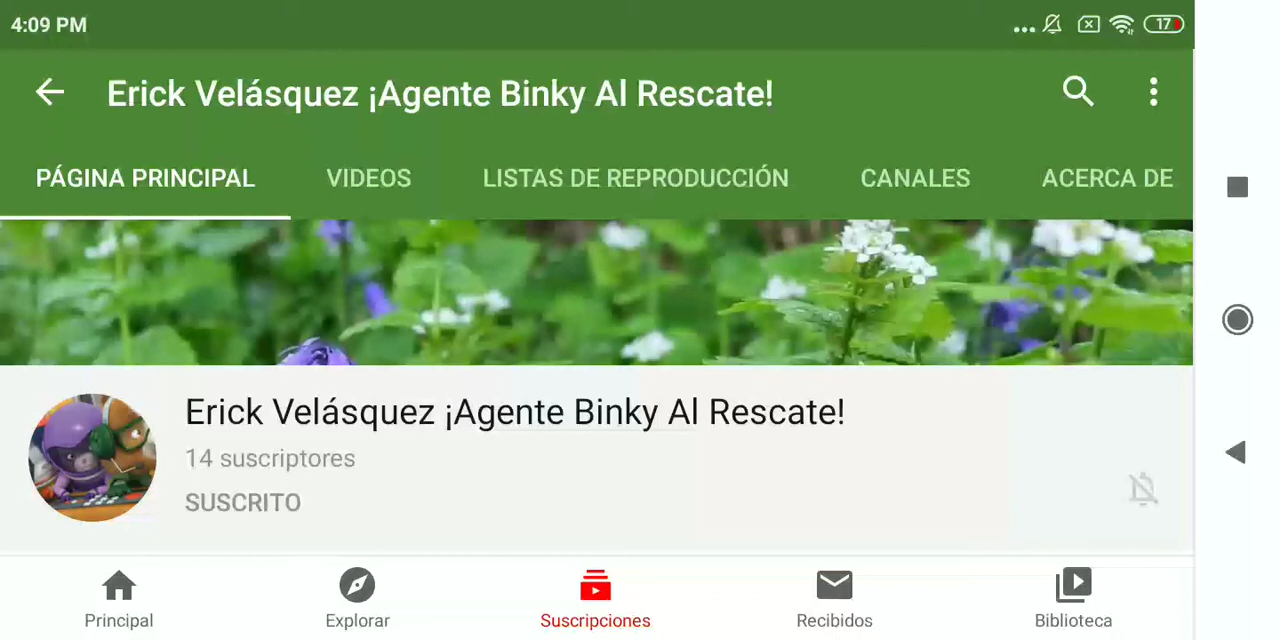 4:09 PM
17
Erick Velásquez ¡Agente Binky Al Rescate!
PÁGINA PRINCIPAL VIDEOS LISTAS DE REPRODUCCIÓN CANALES ACERCA DE
Erick Velásquez ¡Agente Binky Al Rescate!
14 suscriptores
SUSCRITO
Principal Explorar Suscripciones Recibidos Biblioteca